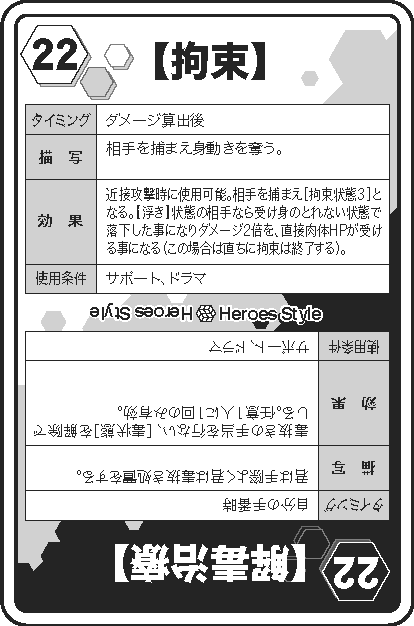 22
【拘束】
タイミング ダメージ算出後
描 写 相手を捕まえ身動きを奪う。
効 果 近接攻撃時に使用可能。相手を捕まえ[拘束状態3]と
なる。[浮き]状態の相手なら受け身のとれない状態で
落下した事になりダメージ2倍を、直接肉体HPが受け
る事になる(この場合は直ちに拘束は終了する)。
使用条件 サポート、ドラマ
Heroes Style Heroes Style
22
【解毒治療】
タイミング 自分の手番時
描 写 君は手際よく君は毒抜き処置をする。
効 果 毒抜きの手当を行ない、[毒状態]を解除で
きる。任意1人に1回のみ有効。
使用条件 サポート、ドラマ